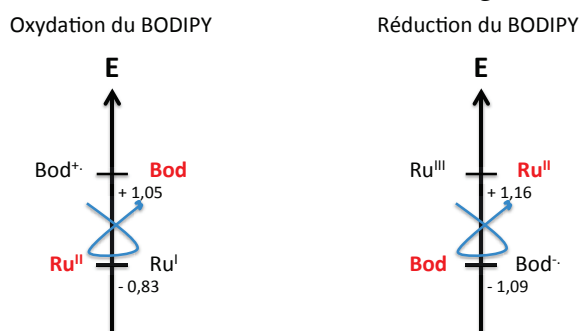 Oxydation du BODIPY
E
Bod⁺· Bod
+ 1,05
Ruᴵᴵ Ruᴵ
- 0,83
Réduction du BODIPY
E
Ruᴵᴵᴵ Ruᴵᴵ
+ 1,16
Bod Bod⁻·
- 1,09